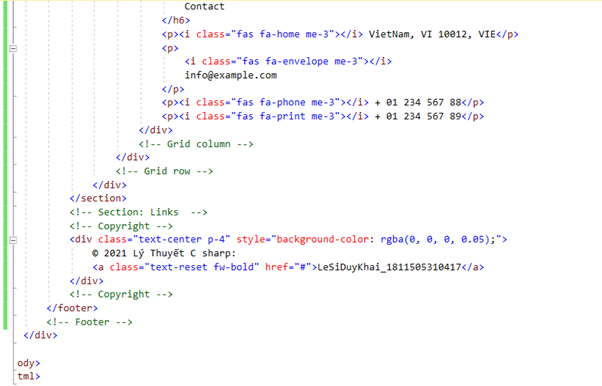 Contact
</h6>
<p><i class="fas fa-home me-3"></i> VietNam, VI 10012, VIE</p>
<p>
<i class="fas fa-envelope me-3"></i>
info@example.com
</p>
<p><i class="fas fa-phone me-3"></i> + 01 234 567 88</p>
<p><i class="fas fa-print me-3"></i> + 01 234 567 89</p>
</div>
<!-- Grid column -->
</div>
<!-- Grid row -->
</div>
</section>
<!-- Section: Links  -->
<!-- Copyright -->
<div class="text-center p-4" style="background-color: rgba(0, 0, 0, 0.05);">
© 2021 Lý Thuyết C sharp:
<a class="text-reset fw-bold" href="#">LeSiDuyKhai_1811505310417</a>
</div>
<!-- Copyright -->
</footer>
<!-- Footer -->
</div>
ody>
tml>